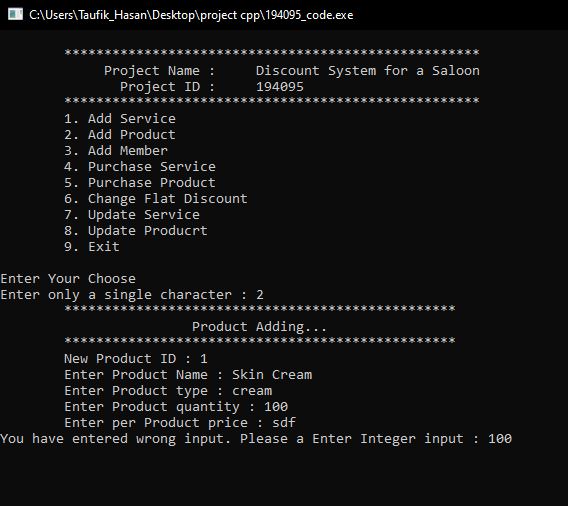 C:\Users\Taufik_Hasan\Desktop\project cpp\194095_code.exe
****************************************************
Project Name :     Discount System for a Saloon
Project ID :     194095
****************************************************
1. Add Service
2. Add Product
3. Add Member
4. Purchase Service
5. Purchase Product
6. Change Flat Discount
7. Update Service
8. Update Producrt
9. Exit
Enter Your Choose
Enter only a single character : 2
*************************************************
Product Adding...
*************************************************
New Product ID : 1
Enter Product Name : Skin Cream
Enter Product type : cream
Enter Product quantity : 100
Enter per Product price : sdf
You have entered wrong input. Please a Enter Integer input : 100